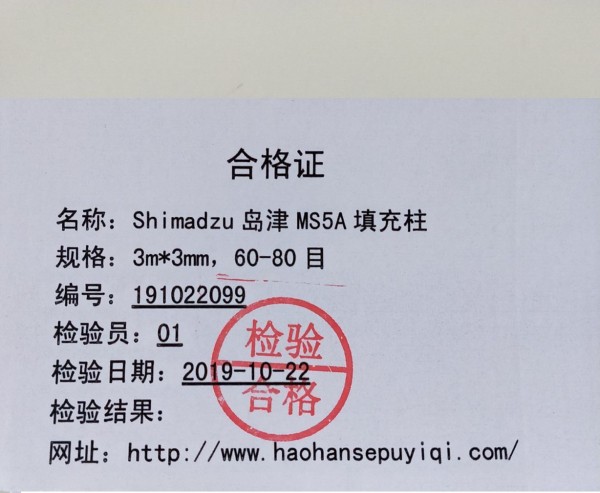 合格证
名称：Shimadzu 岛津 MS5A 填充柱
规格：3m*3mm，60-80 目
编号：191022099
检验员：01
检验日期：2019-10-22
检验结果：
检验
合格
网址：http://www.haohansepuyiqi.com/